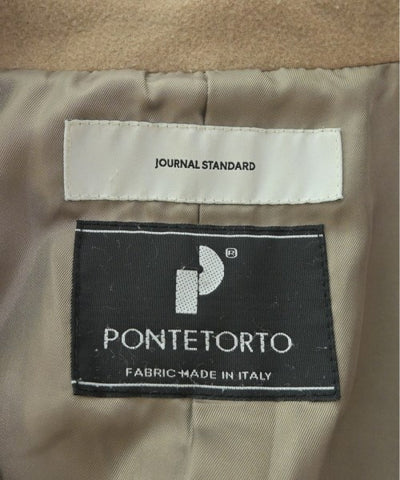 JOURNAL STANDARD
P®
PONTETORTO
FABRIC MADE IN ITALY